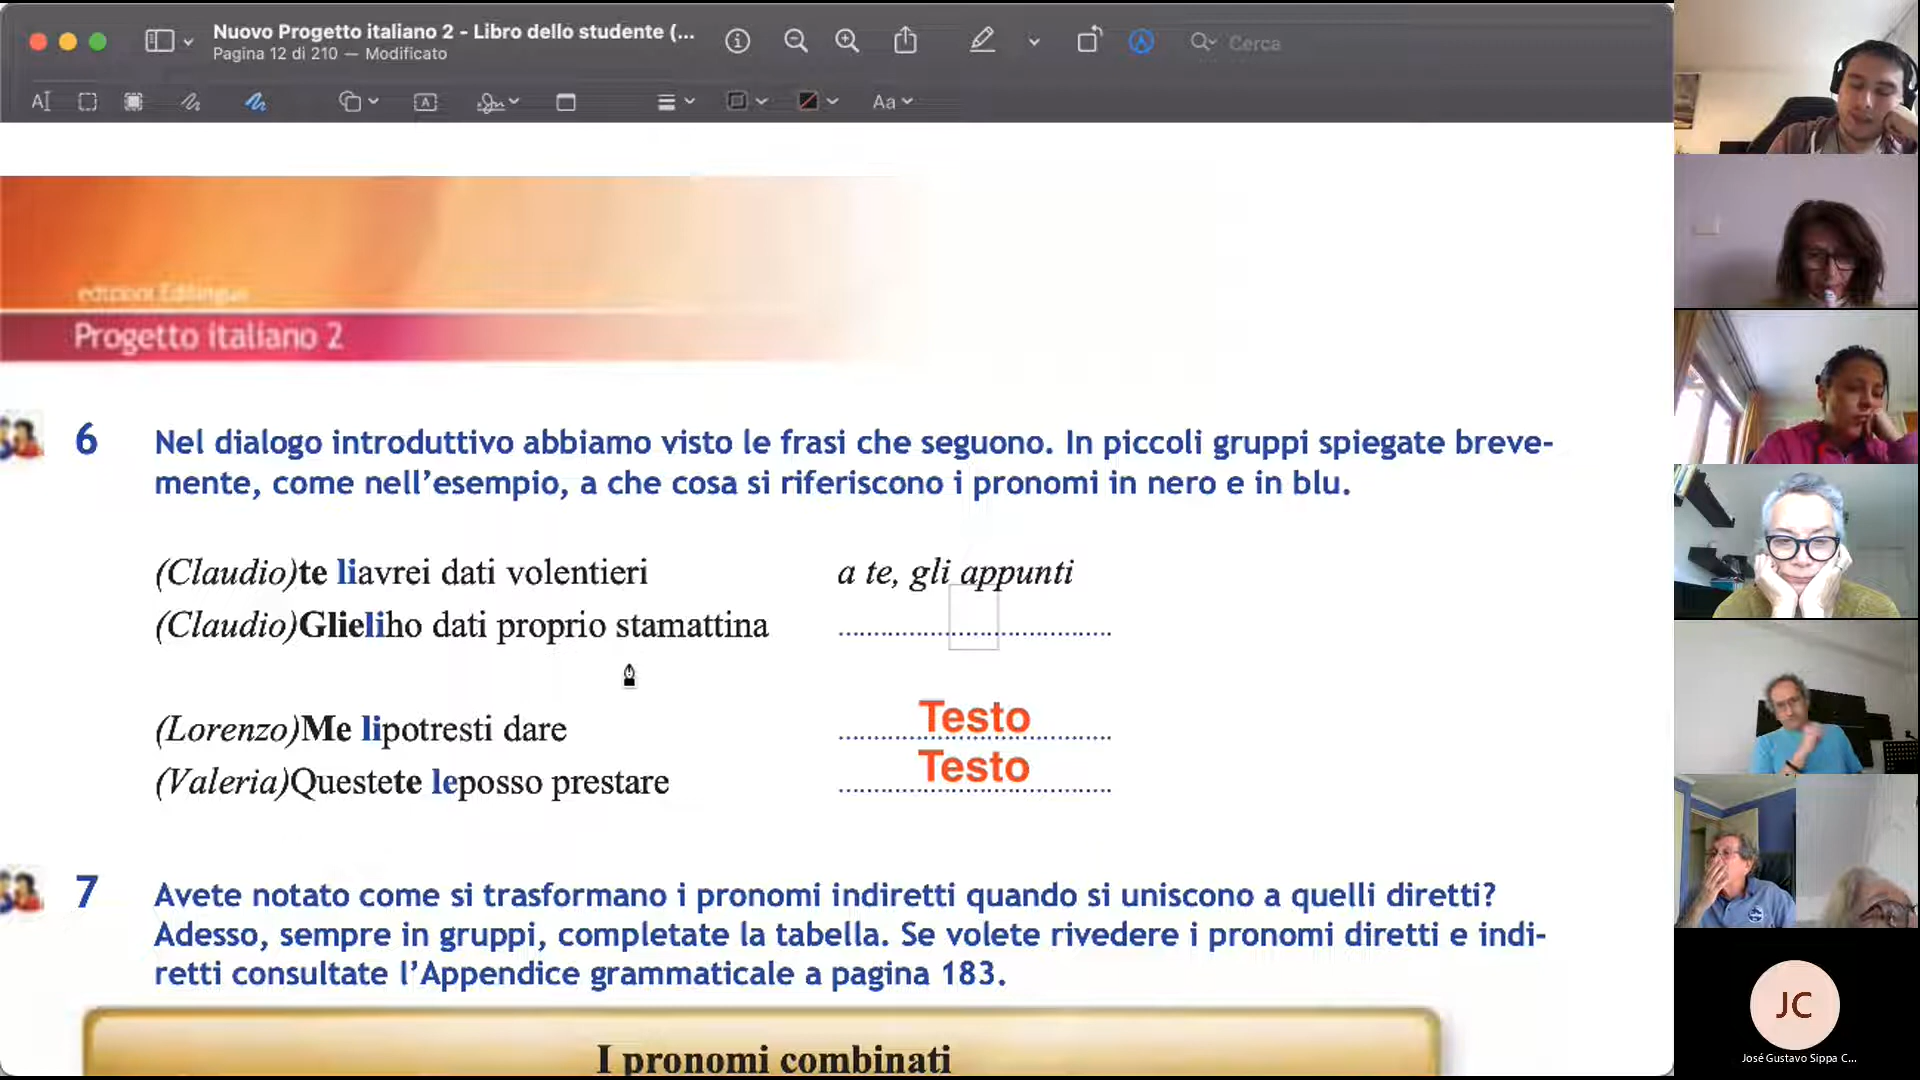 Nuovo Progetto italiano 2 - Libro dello studente (...
Pagina 12 di 210 — Modificato
Cerca
Aa
edizioni Edilingua
Progetto italiano 2
6 Nel dialogo introduttivo abbiamo visto le frasi che seguono. In piccoli gruppi spiegate breve-
mente, come nell'esempio, a che cosa si riferiscono i pronomi in nero e in blu.
(Claudio)te liavrei dati volentieri a te, gli appunti
(Claudio)Glieliho dati proprio stamattina ..............................
(Lorenzo)Me lipotresti dare Testo
(Valeria)Questete leposso prestare Testo
7 Avete notato come si trasformano i pronomi indiretti quando si uniscono a quelli diretti?
Adesso, sempre in gruppi, completate la tabella. Se volete rivedere i pronomi diretti e indi-
retti consultate l'Appendice grammaticale a pagina 183.
I pronomi combinati
JC
José Gustavo Sippa C...